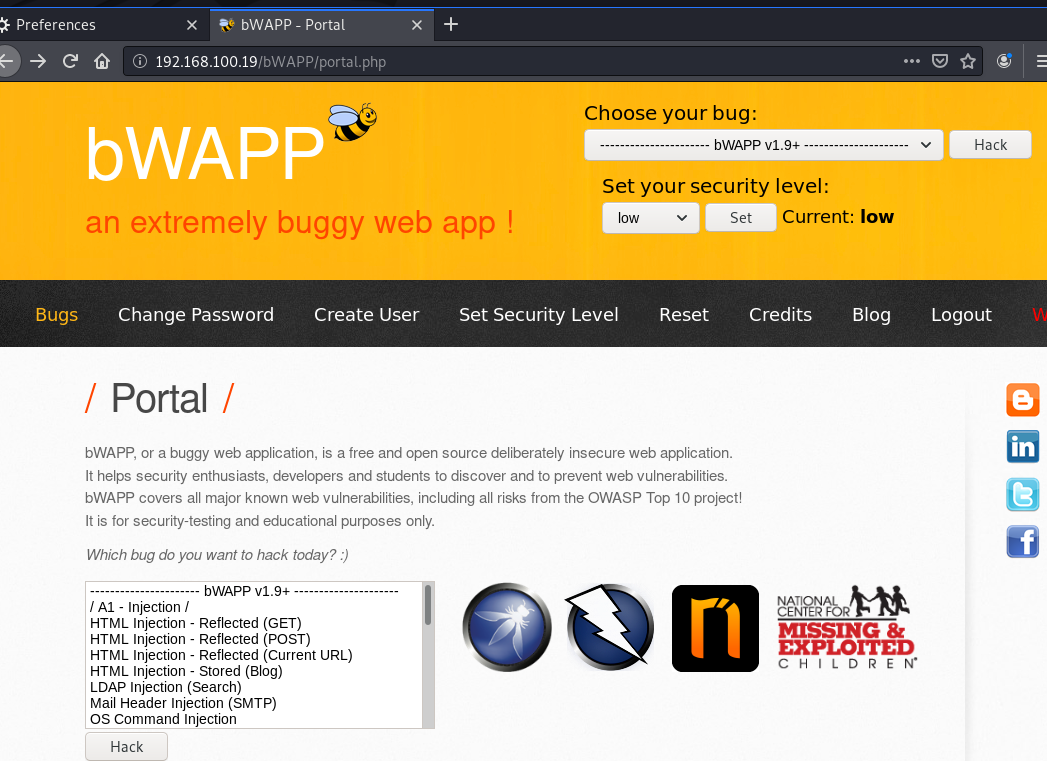 Preferences
bWAPP - Portal
192.168.100.19/bWAPP/portal.php
bWAPP
an extremely buggy web app !
Choose your bug:
---------------------- bWAPP v1.9+ ---------------------
Hack
Set your security level:
low
Set
Current: low
Bugs
Change Password
Create User
Set Security Level
Reset
Credits
Blog
Logout
W
/ Portal /
bWAPP, or a buggy web application, is a free and open source deliberately insecure web application.
It helps security enthusiasts, developers and students to discover and to prevent web vulnerabilities.
bWAPP covers all major known web vulnerabilities, including all risks from the OWASP Top 10 project!
It is for security-testing and educational purposes only.
Which bug do you want to hack today? :)
---------------------- bWAPP v1.9+ ---------------------
/ A1 - Injection /
HTML Injection - Reflected (GET)
HTML Injection - Reflected (POST)
HTML Injection - Reflected (Current URL)
HTML Injection - Stored (Blog)
LDAP Injection (Search)
Mail Header Injection (SMTP)
OS Command Injection
Hack
NATIONAL
CENTER FOR
MISSING &
EXPLOITED
CHILDREN
in
t
f